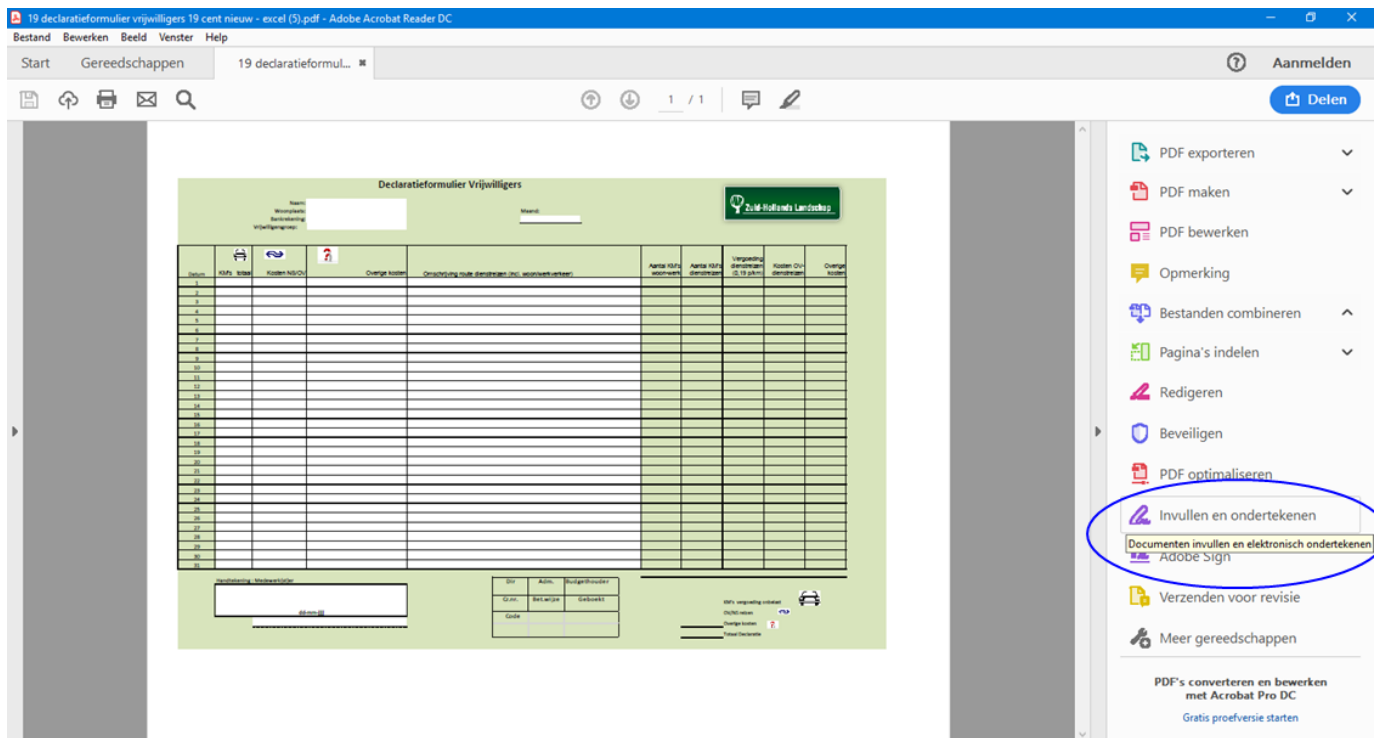 19 declaratieformulier vrijwilligers 19 cent nieuw - excel (5).pdf - Adobe Acrobat Reader DC
Bestand Bewerken Beeld Venster Help
Start Gereedschappen 19 declaratieformul... Aanmelden
1 / 1 Delen
Declaratieformulier Vrijwilligers
Naam:
Woonplaats:
Bankrekening:
Vrijwilligersgroep:
Maand:
Zuid-Hollands Landschap
Datum KM's totaal Kosten NS/OV Overige kosten Omschrijving route dienstreizen (incl. woon/werkverkeer) Aantal KM's woon-werk Aantal KM's dienstreizen Vergoeding dienstreizen (0,19 p/km) Kosten OV-dienstreizen Overige kosten
1
2
3
4
5
6
7
8
9
10
11
12
13
14
15
16
17
18
19
20
21
22
23
24
25
26
27
28
29
30
31
Handtekening : Medewerk(st)er
dd-mm-jjjj
Dir Adm. Budgethouder
Cr.nr. Bet.wijze Geboekt
Code
KM's vergoeding onbelast
OV/NS reizen
Overige kosten
Totaal Declaratie
PDF exporteren
PDF maken
PDF bewerken
Opmerking
Bestanden combineren
Pagina's indelen
Redigeren
Beveiligen
PDF optimaliseren
Invullen en ondertekenen
Documenten invullen en elektronisch ondertekenen
Adobe Sign
Verzenden voor revisie
Meer gereedschappen
PDF's converteren en bewerken
met Acrobat Pro DC
Gratis proefversie starten